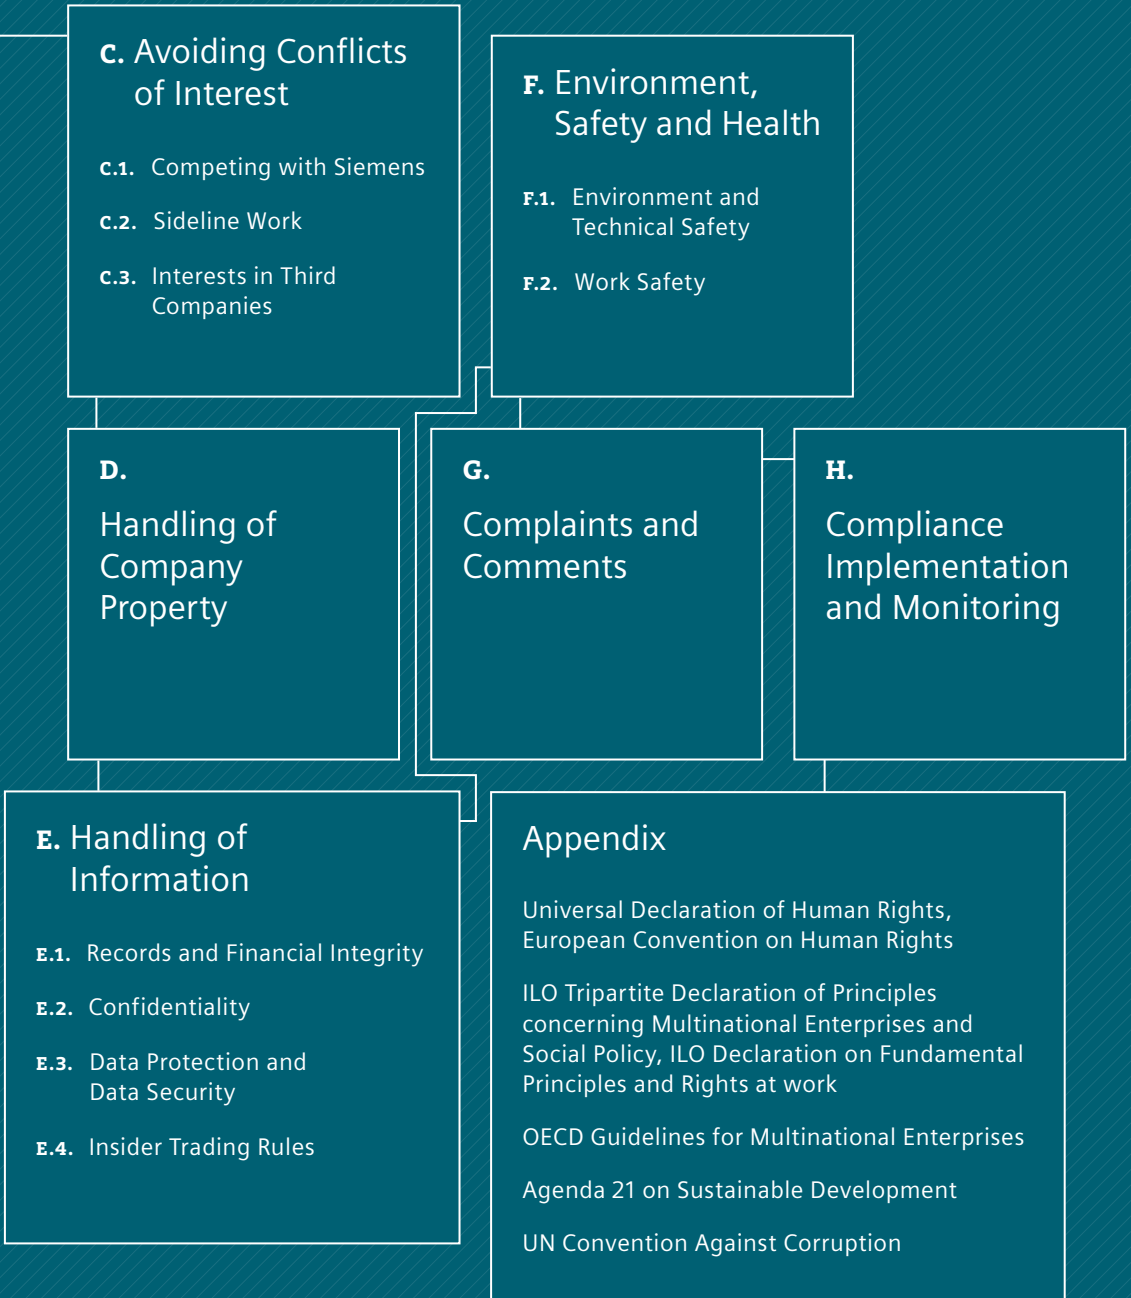 C. Avoiding Conflicts
of Interest
C.1. Competing with Siemens
C.2. Sideline Work
C.3. Interests in Third
Companies
D.
Handling of
Company
Property
E. Handling of
Information
E.1. Records and Financial Integrity
E.2. Confidentiality
E.3. Data Protection and
Data Security
E.4. Insider Trading Rules
F. Environment,
Safety and Health
F.1. Environment and
Technical Safety
F.2. Work Safety
G.
Complaints and
Comments
H.
Compliance
Implementation
and Monitoring
Appendix
Universal Declaration of Human Rights,
European Convention on Human Rights
ILO Tripartite Declaration of Principles
concerning Multinational Enterprises and
Social Policy, ILO Declaration on Fundamental
Principles and Rights at work
OECD Guidelines for Multinational Enterprises
Agenda 21 on Sustainable Development
UN Convention Against Corruption